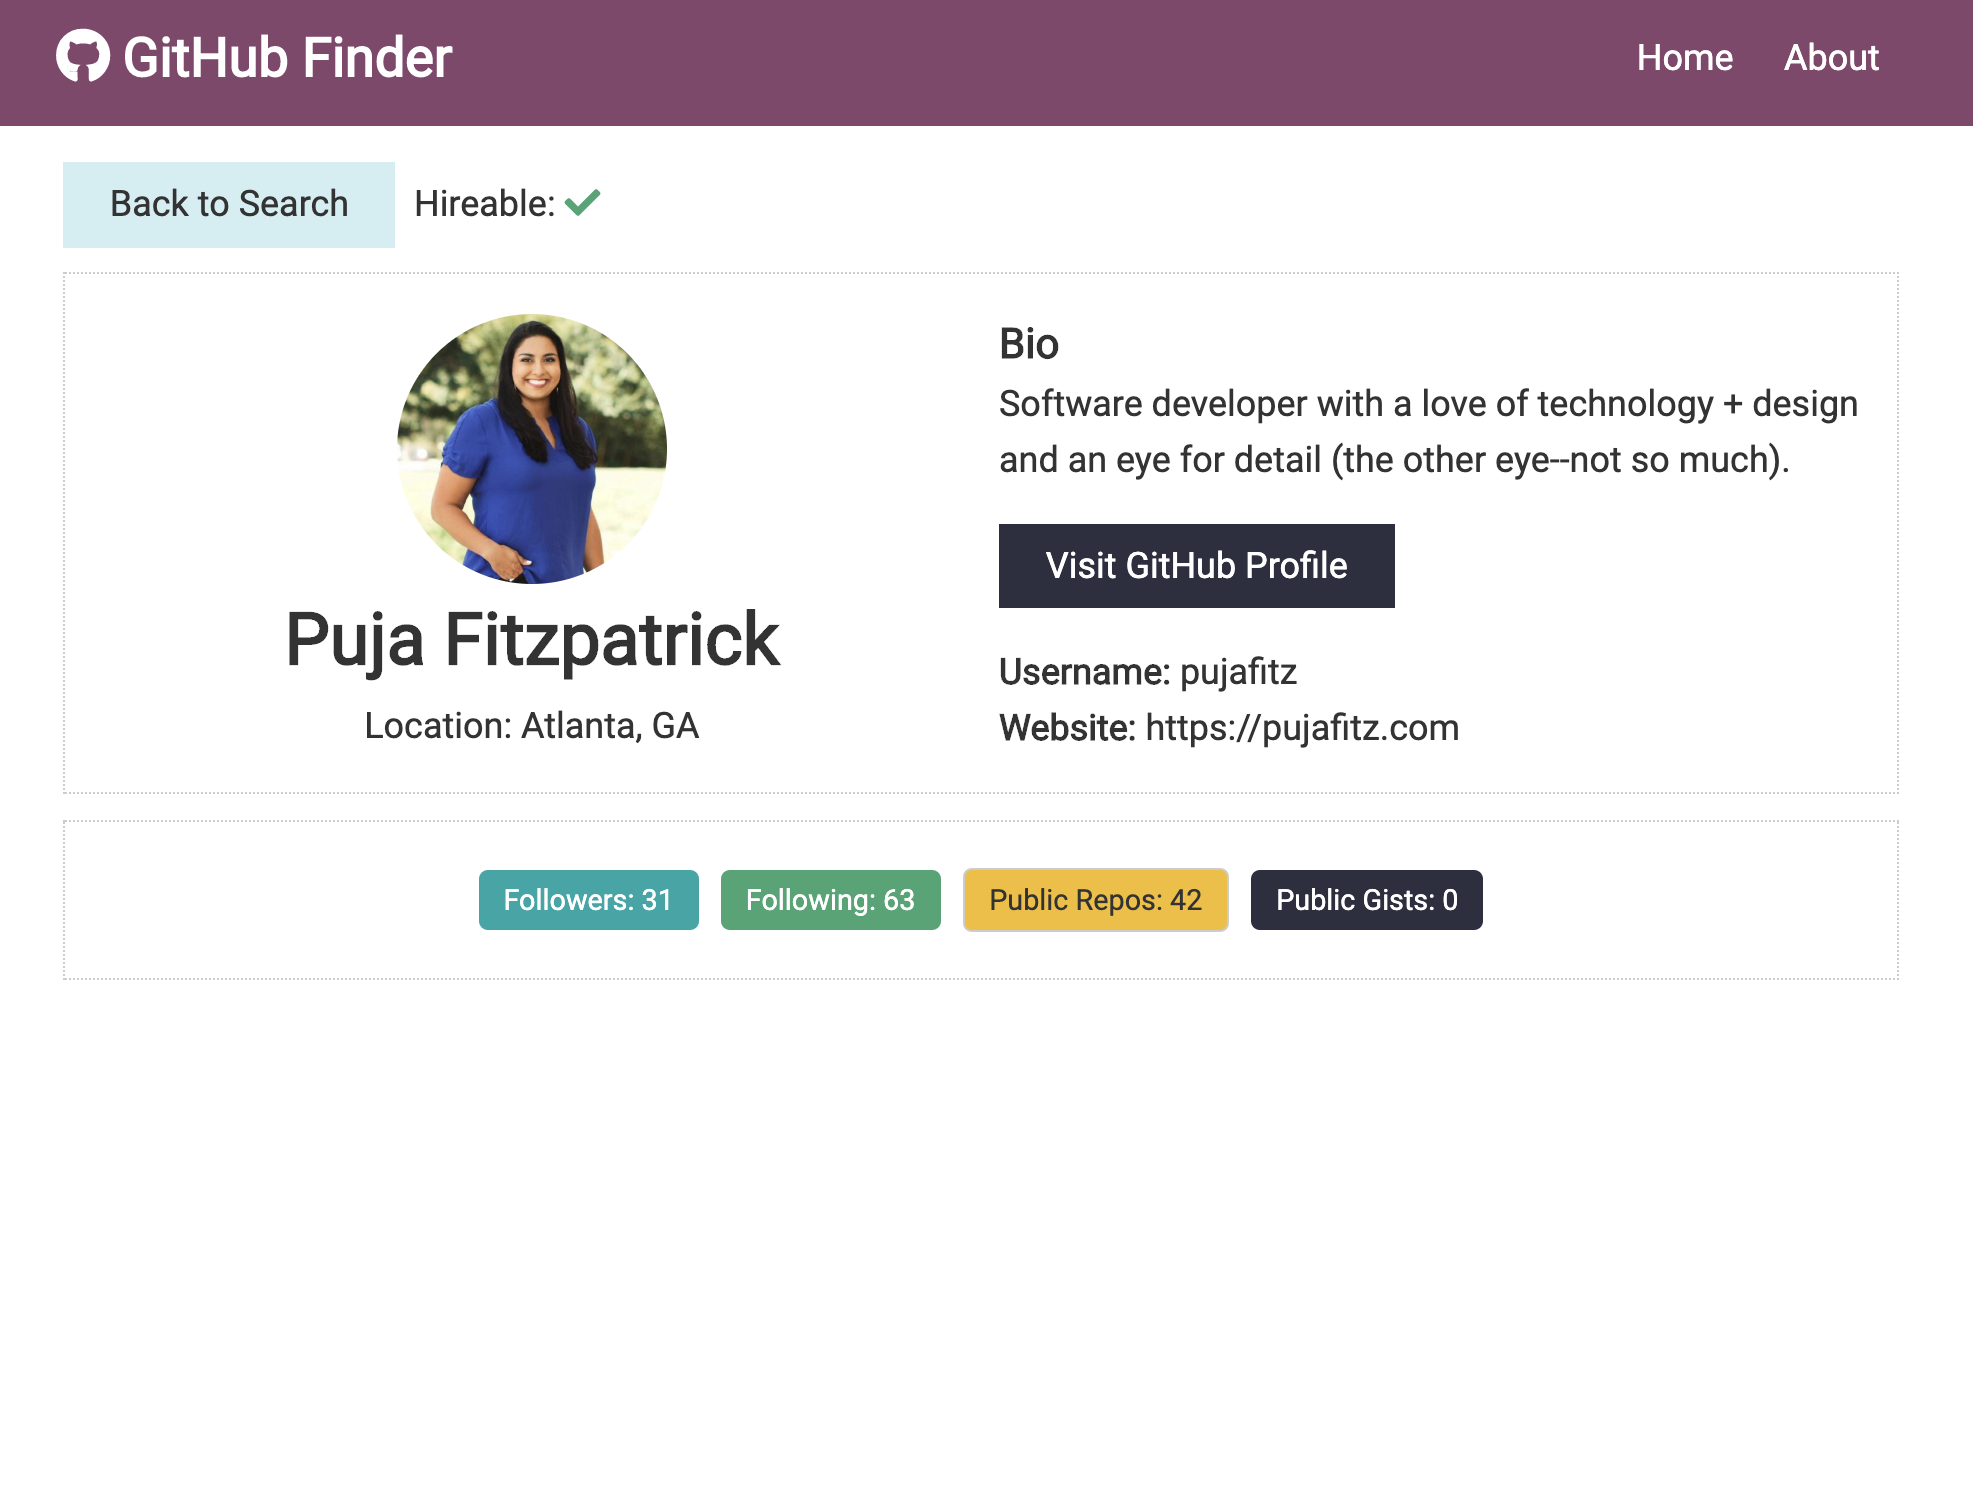 GitHub Finder
Home About
Back to Search
Hireable:
Bio
Software developer with a love of technology + design
and an eye for detail (the other eye--not so much).
Visit GitHub Profile
Username: pujafitz
Website: https://pujafitz.com
Puja Fitzpatrick
Location: Atlanta, GA
Followers: 31
Following: 63
Public Repos: 42
Public Gists: 0